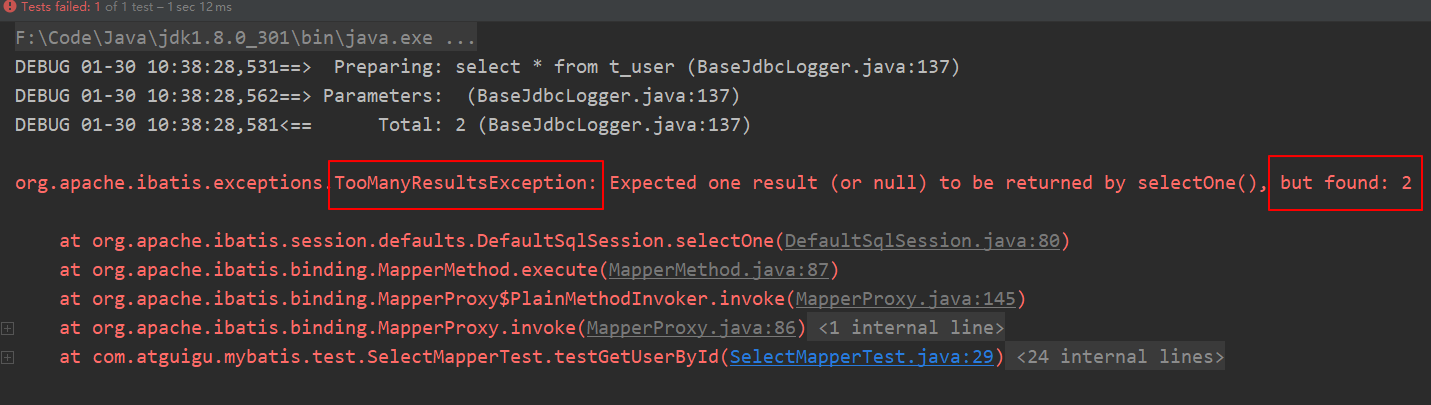 Tests failed: 1 of 1 test – 1 sec 12 ms
F:\Code\Java\jdk1.8.0_301\bin\java.exe ...
DEBUG 01-30 10:38:28,531==>  Preparing: select * from t_user (BaseJdbcLogger.java:137)
DEBUG 01-30 10:38:28,562==> Parameters:  (BaseJdbcLogger.java:137)
DEBUG 01-30 10:38:28,581<==      Total: 2 (BaseJdbcLogger.java:137)
org.apache.ibatis.exceptions.TooManyResultsException: Expected one result (or null) to be returned by selectOne(), but found: 2
at org.apache.ibatis.session.defaults.DefaultSqlSession.selectOne(DefaultSqlSession.java:80)
at org.apache.ibatis.binding.MapperMethod.execute(MapperMethod.java:87)
at org.apache.ibatis.binding.MapperProxy$PlainMethodInvoker.invoke(MapperProxy.java:145)
at org.apache.ibatis.binding.MapperProxy.invoke(MapperProxy.java:86) <1 internal line>
at com.atguigu.mybatis.test.SelectMapperTest.testGetUserById(SelectMapperTest.java:29) <24 internal lines>